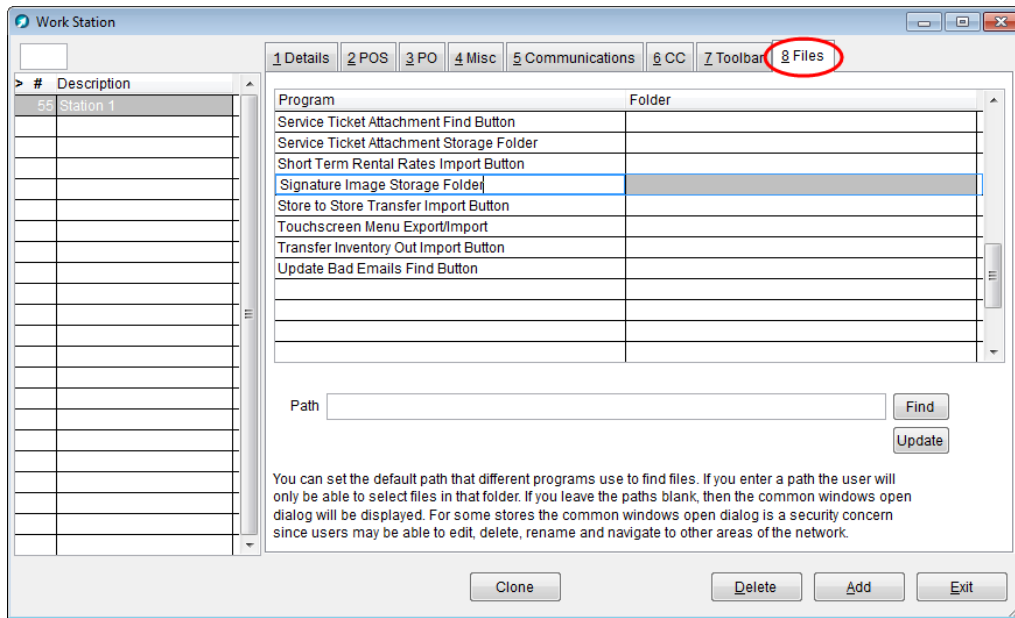 Work Station
1 Details 2 POS 3 PO 4 Misc 5 Communications 6 CC 7 Toolbar 8 Files
> # Description
55 Station 1
Program Folder
Service Ticket Attachment Find Button
Service Ticket Attachment Storage Folder
Short Term Rental Rates Import Button
Signature Image Storage Folder
Store to Store Transfer Import Button
Touchscreen Menu Export/Import
Transfer Inventory Out Import Button
Update Bad Emails Find Button
Path Find
Update
You can set the default path that different programs use to find files. If you enter a path the user will
only be able to select files in that folder. If you leave the paths blank, then the common windows open
dialog will be displayed. For some stores the common windows open dialog is a security concern
since users may be able to edit, delete, rename and navigate to other areas of the network.
Clone Delete Add Exit